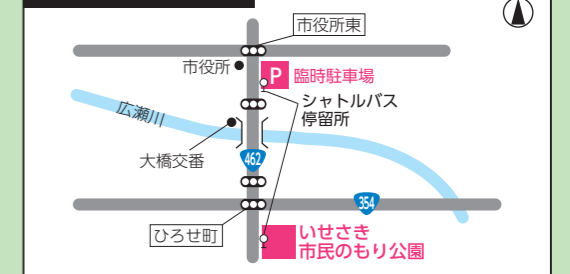 市役所東
市役所
P 臨時駐車場
シャトルバス
停留所
広瀬川
大橋交番
462
354
ひろせ町
いせさき
市民のもり公園